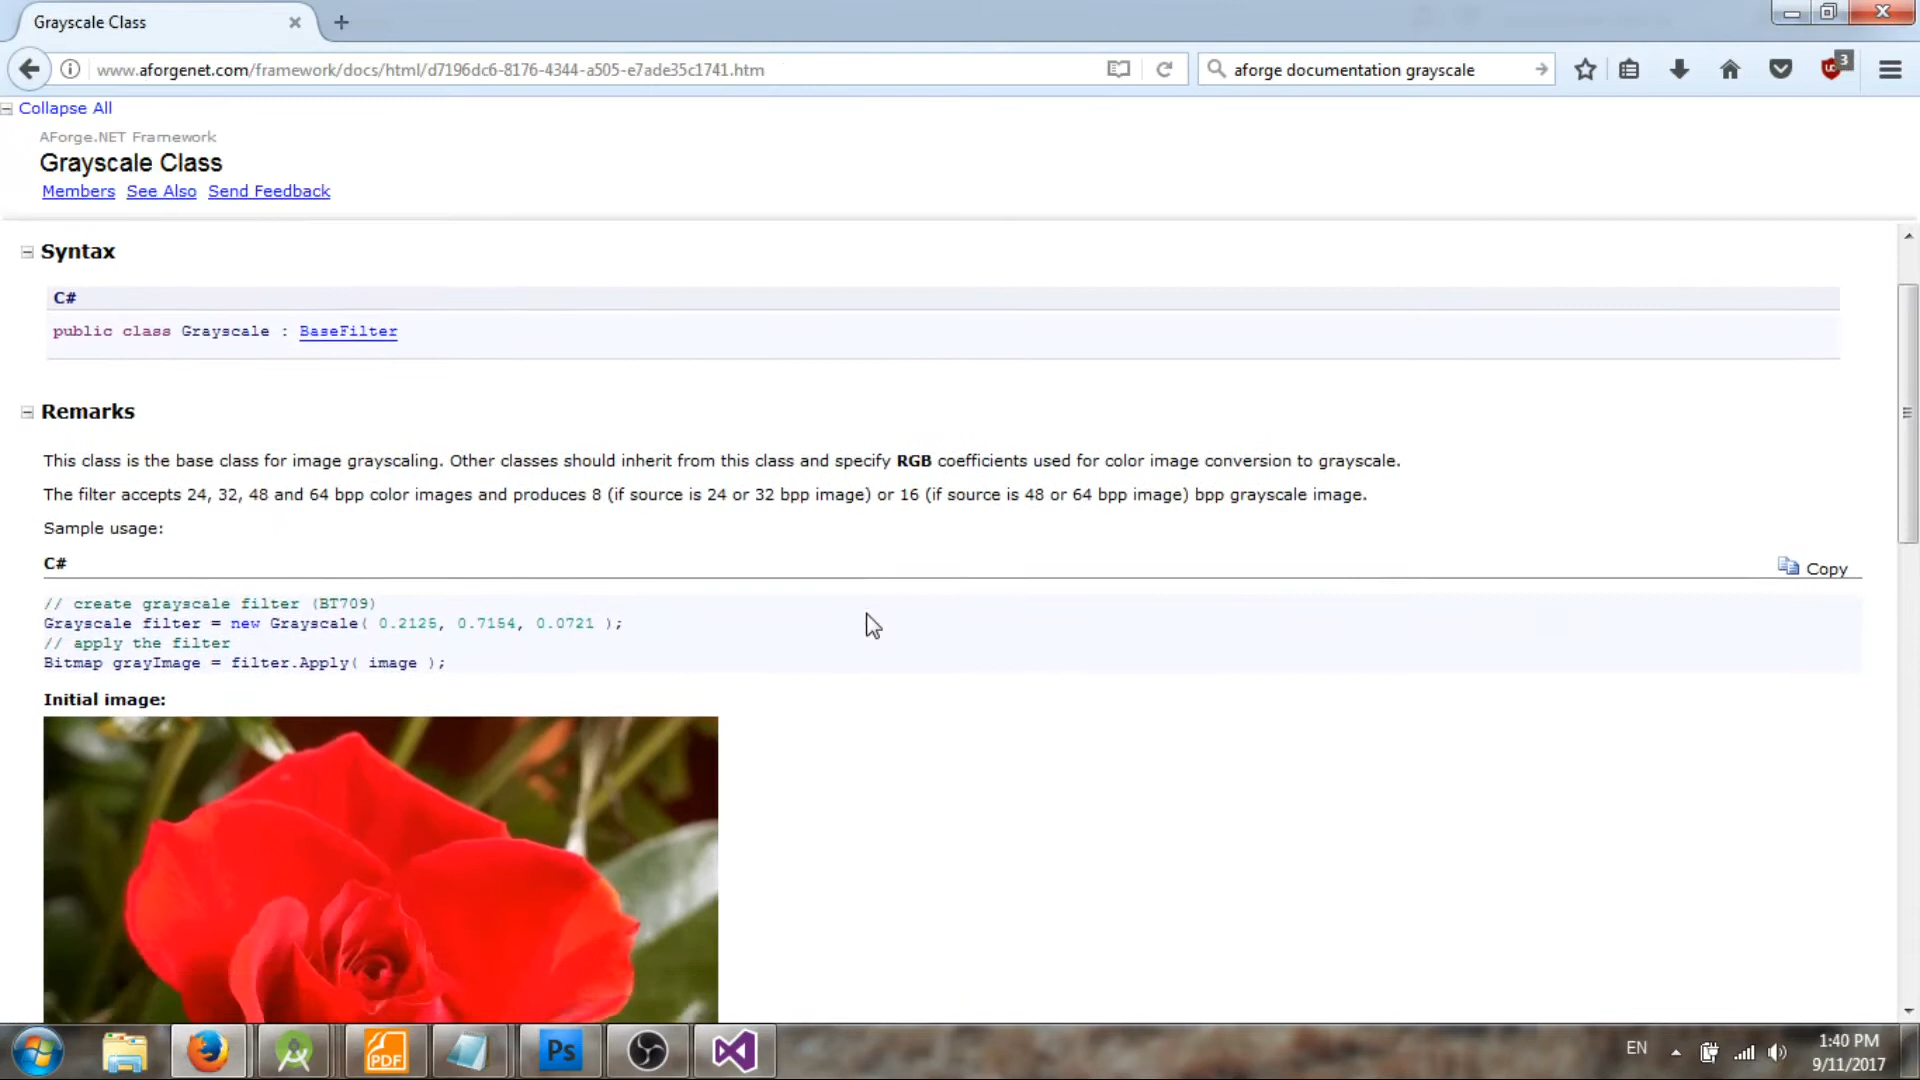 Grayscale Class
www.aforgenet.com/framework/docs/html/d7196dc6-8176-4344-a505-e7ade35c1741.htm
aforge documentation grayscale
3
Collapse All
AForge.NET Framework
Grayscale Class
Members See Also Send Feedback
Syntax
C#
public class Grayscale : BaseFilter
Remarks
This class is the base class for image grayscaling. Other classes should inherit from this class and specify RGB coefficients used for color image conversion to grayscale.
The filter accepts 24, 32, 48 and 64 bpp color images and produces 8 (if source is 24 or 32 bpp image) or 16 (if source is 48 or 64 bpp image) bpp grayscale image.
Sample usage:
C#
Copy
// create grayscale filter (BT709)
Grayscale filter = new Grayscale( 0.2125, 0.7154, 0.0721 );
// apply the filter
Bitmap grayImage = filter.Apply( image );
Initial image:
PDF
Ps
EN
1:40 PM
9/11/2017